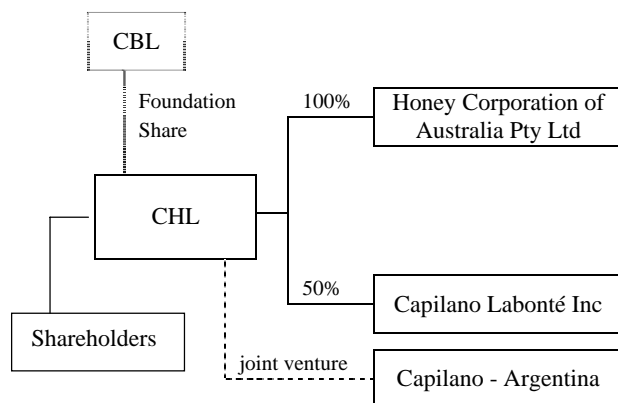 CBL
Foundation
Share
100%
Honey Corporation of
Australia Pty Ltd
CHL
50%
Capilano Labonté Inc
Shareholders
joint venture
Capilano - Argentina